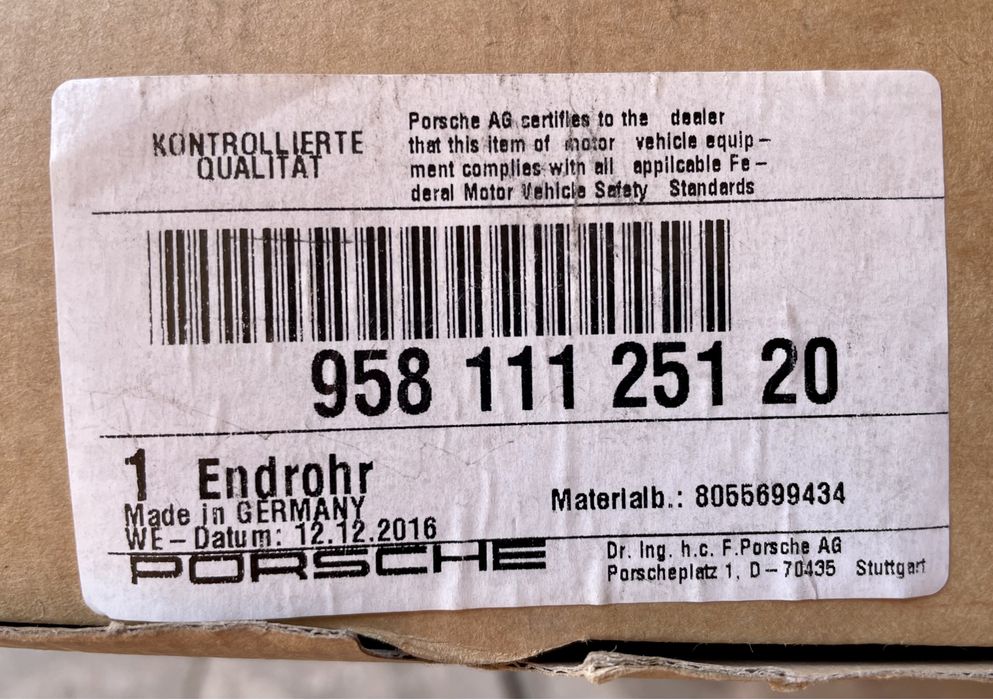 KONTROLLIERTE
QUALITÄT
Porsche AG certifies to the dealer
that this item of motor vehicle equip-
ment complies with all appilcable Fe-
deral Motor Vehicle Safety Standards
958 111 251 20
1 Endrohr
Made in GERMANY
WE-Datum: 12.12.2016
Materialb.: 8055699434
PORSCHE
Dr. Ing. h.c. F.Porsche AG
Porscheplatz 1, D-70435 Stuttgart